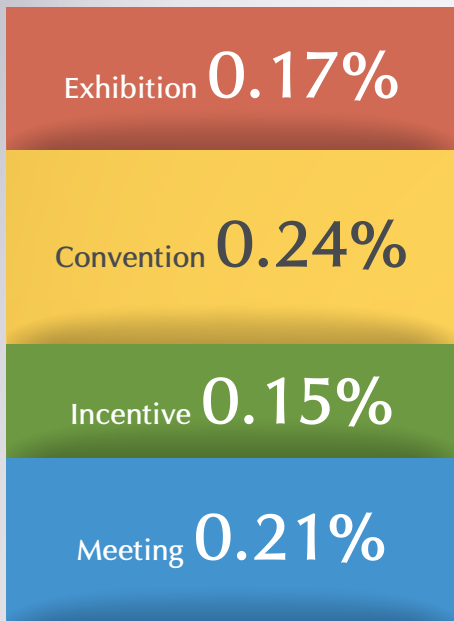 Exhibition 0.17%
Convention 0.24%
Incentive 0.15%
Meeting 0.21%